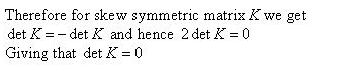 Therefore for skew symmetric matrix K we get
det K = − det K and hence 2 det K = 0
Giving that det K = 0